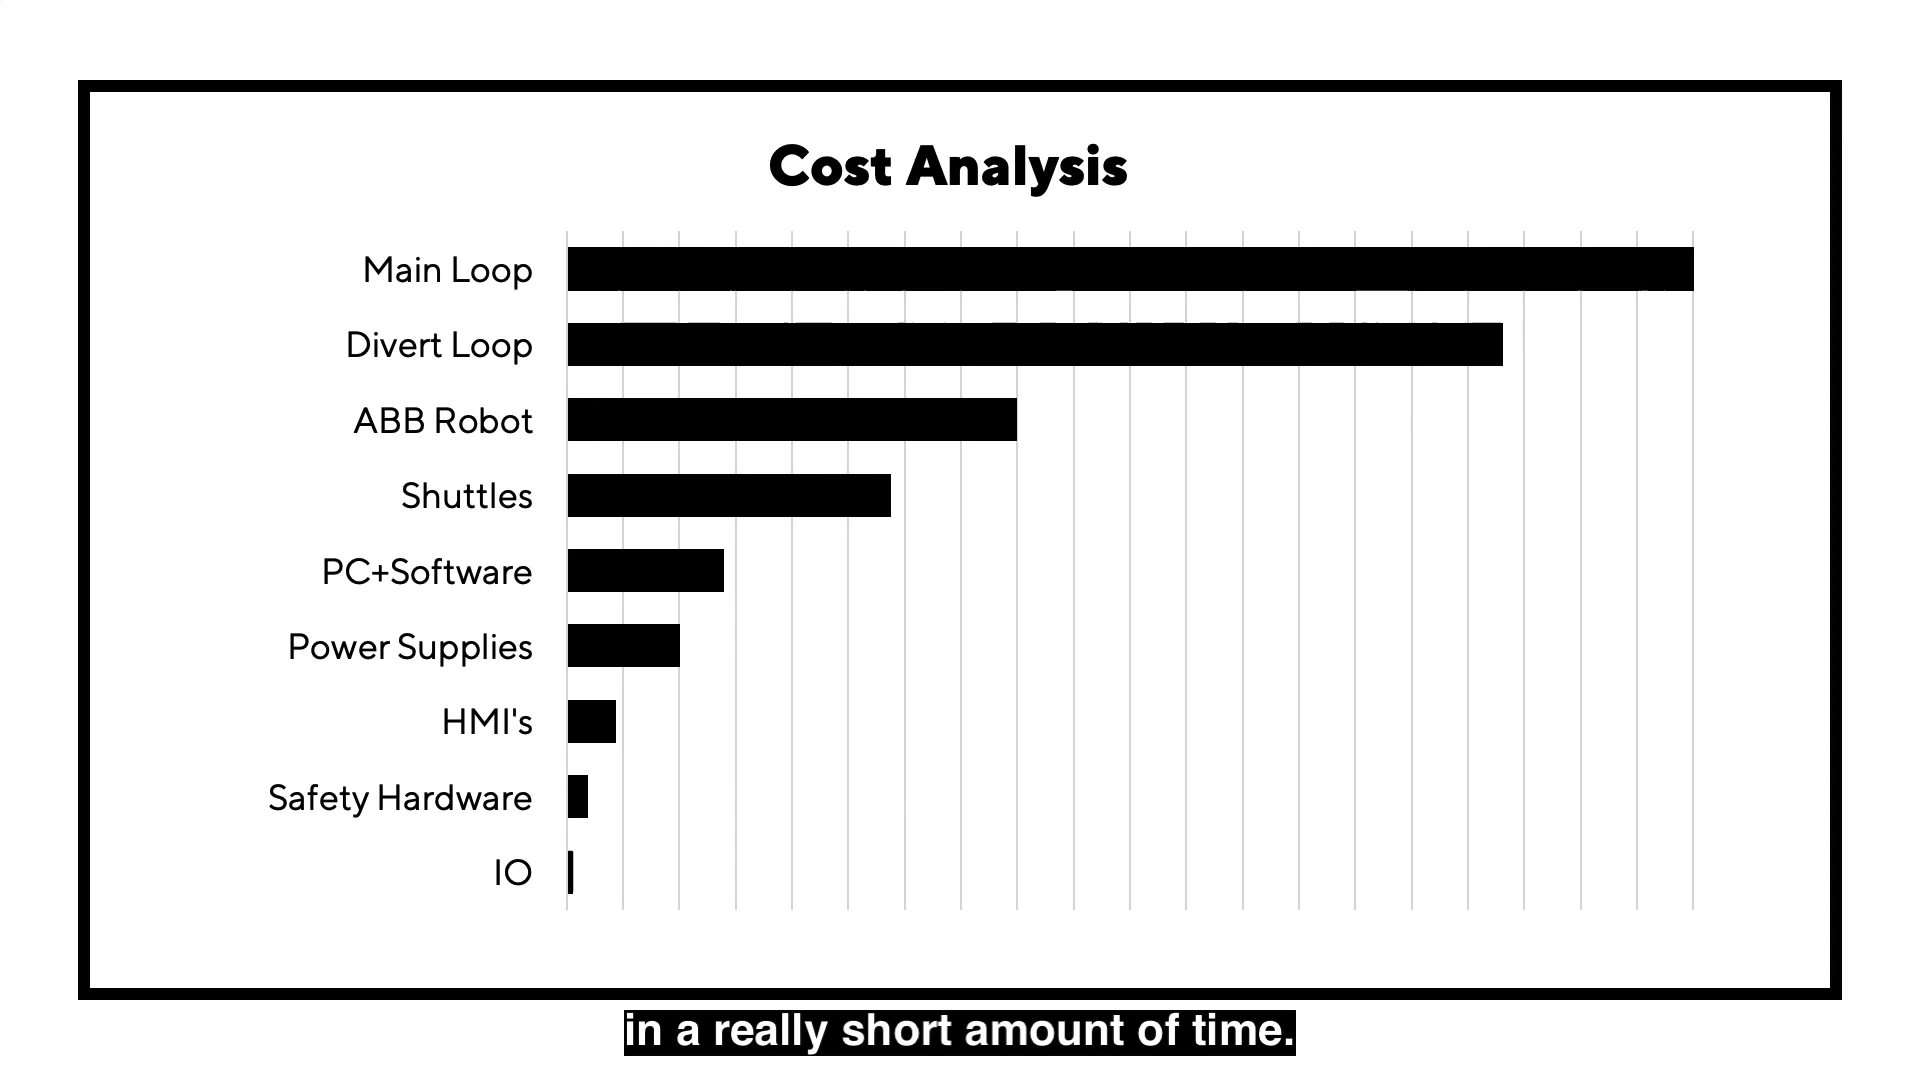 Cost Analysis
Main Loop
Divert Loop
ABB Robot
Shuttles
PC+Software
Power Supplies
HMI's
Safety Hardware
IO
in a really short amount of time.